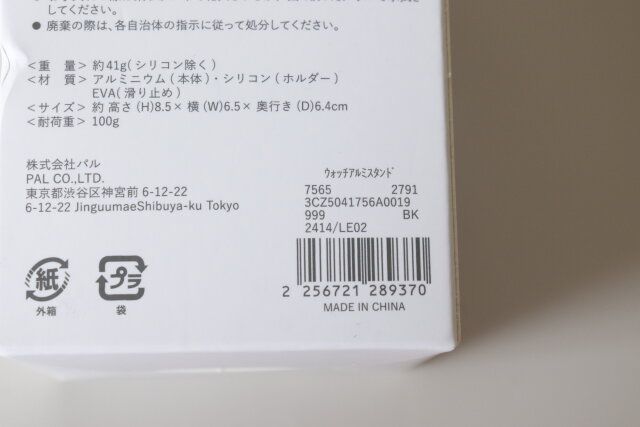 してください。
● 廃棄の際は、各自治体の指示に従って処分してください。
＜重　量＞ 約41g(シリコン除く)
＜材　質＞ アルミニウム(本体)・シリコン(ホルダー)
EVA(滑り止め)
＜サイズ＞ 約 高さ(H)8.5× 横(W)6.5× 奥行き(D)6.4cm
＜耐荷重＞ 100g
株式会社パル
PAL CO.,LTD.
東京都渋谷区神宮前 6-12-22
6-12-22 JinguumaeShibuya-ku Tokyo
紙
外箱
プラ
袋
ｳｫｯﾁｱﾙﾐｽﾀﾝﾄﾞ
7565 2791
3CZ5041756A0019
999 BK
2414/LE02
2 256721 289370
MADE IN CHINA